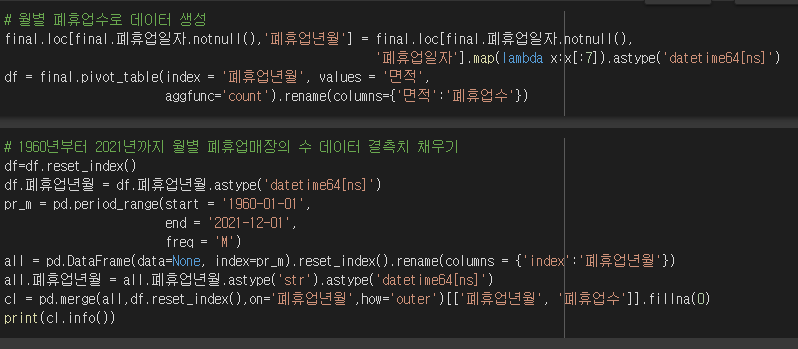 # 월별 폐휴업수로 데이터 생성
final.loc[final.폐휴업일자.notnull(),'폐휴업년월'] = final.loc[final.폐휴업일자.notnull(),
'폐휴업일자'].map(lambda x:x[:7]).astype('datetime64[ns]')
df = final.pivot_table(index = '폐휴업년월', values = '면적',
aggfunc='count').rename(columns={'면적':'폐휴업수'})
# 1960년부터 2021년까지 월별 폐휴업매장의 수 데이터 결측치 채우기
df=df.reset_index()
df.폐휴업년월 = df.폐휴업년월.astype('datetime64[ns]')
pr_m = pd.period_range(start = '1960-01-01',
end = '2021-12-01',
freq = 'M')
all = pd.DataFrame(data=None, index=pr_m).reset_index().rename(columns = {'index':'폐휴업년월'})
all.폐휴업년월 = all.폐휴업년월.astype('str').astype('datetime64[ns]')
cl = pd.merge(all,df.reset_index(),on='폐휴업년월',how='outer')[['폐휴업년월', '폐휴업수']].fillna(0)
print(cl.info())